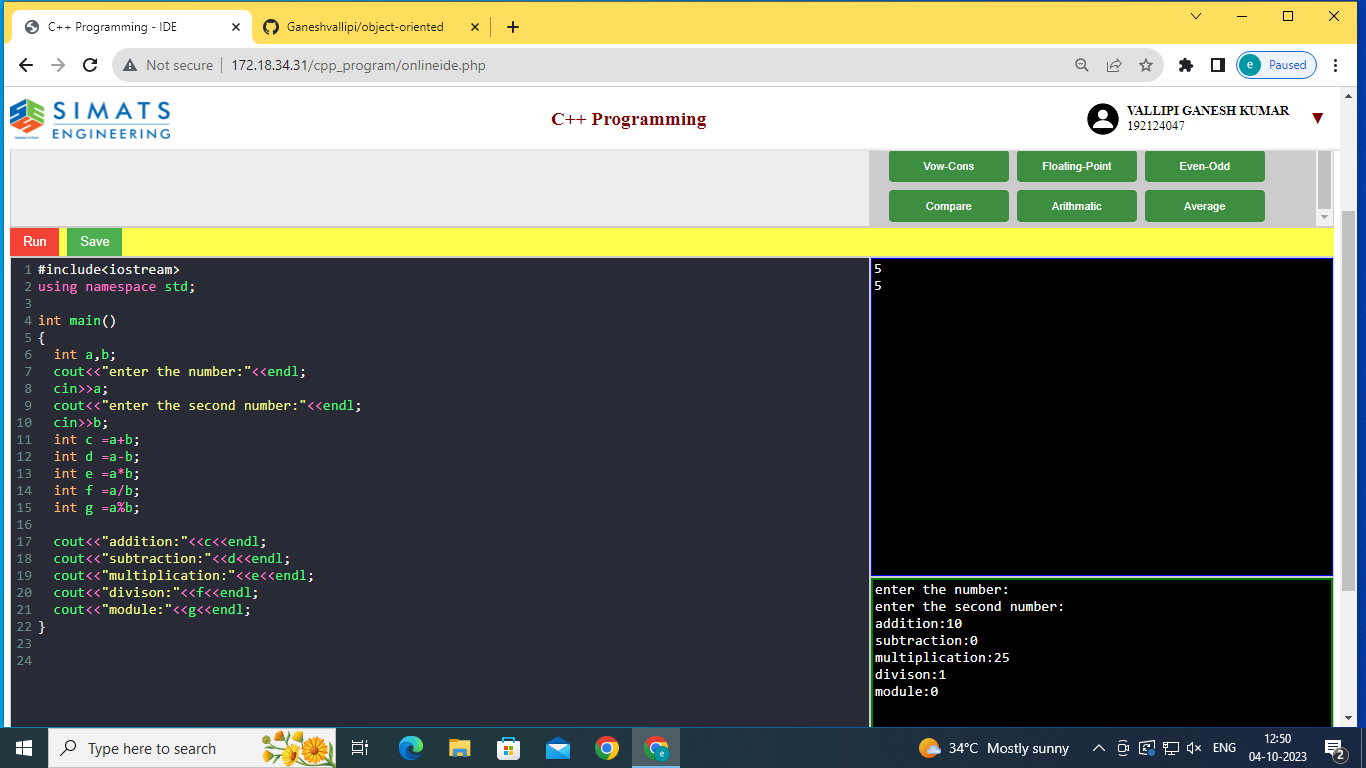 C++ Programming - IDE
Ganeshvallipi/object-oriented
Not secure
172.18.34.31/cpp_program/onlineide.php
e
Paused
SIMATS
ENGINEERING
C++ Programming
VALLIPI GANESH KUMAR
192124047
Vow-Cons Floating-Point Even-Odd
Compare Arithmatic Average
Run Save
1 #include<iostream>
2 using namespace std;
3
4 int main()
5 {
6 int a,b;
7 cout<<"enter the number:"<<endl;
8 cin>>a;
9 cout<<"enter the second number:"<<endl;
10 cin>>b;
11 int c =a+b;
12 int d =a-b;
13 int e =a*b;
14 int f =a/b;
15 int g =a%b;
16
17 cout<<"addition:"<<c<<endl;
18 cout<<"subtraction:"<<d<<endl;
19 cout<<"multiplication:"<<e<<endl;
20 cout<<"divison:"<<f<<endl;
21 cout<<"module:"<<g<<endl;
22 }
23
24
5
5
enter the number:
enter the second number:
addition:10
subtraction:0
multiplication:25
divison:1
module:0
Type here to search
34°C Mostly sunny
ENG
12:50
04-10-2023
2